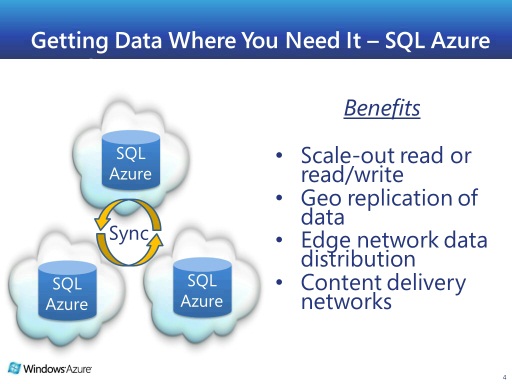 Getting Data Where You Need It – SQL Azure
Benefits
SQL
Azure
Sync
SQL
Azure
SQL
Azure
• Scale-out read or
read/write
• Geo replication of
data
• Edge network data
distribution
• Content delivery
networks
Windows Azure
4